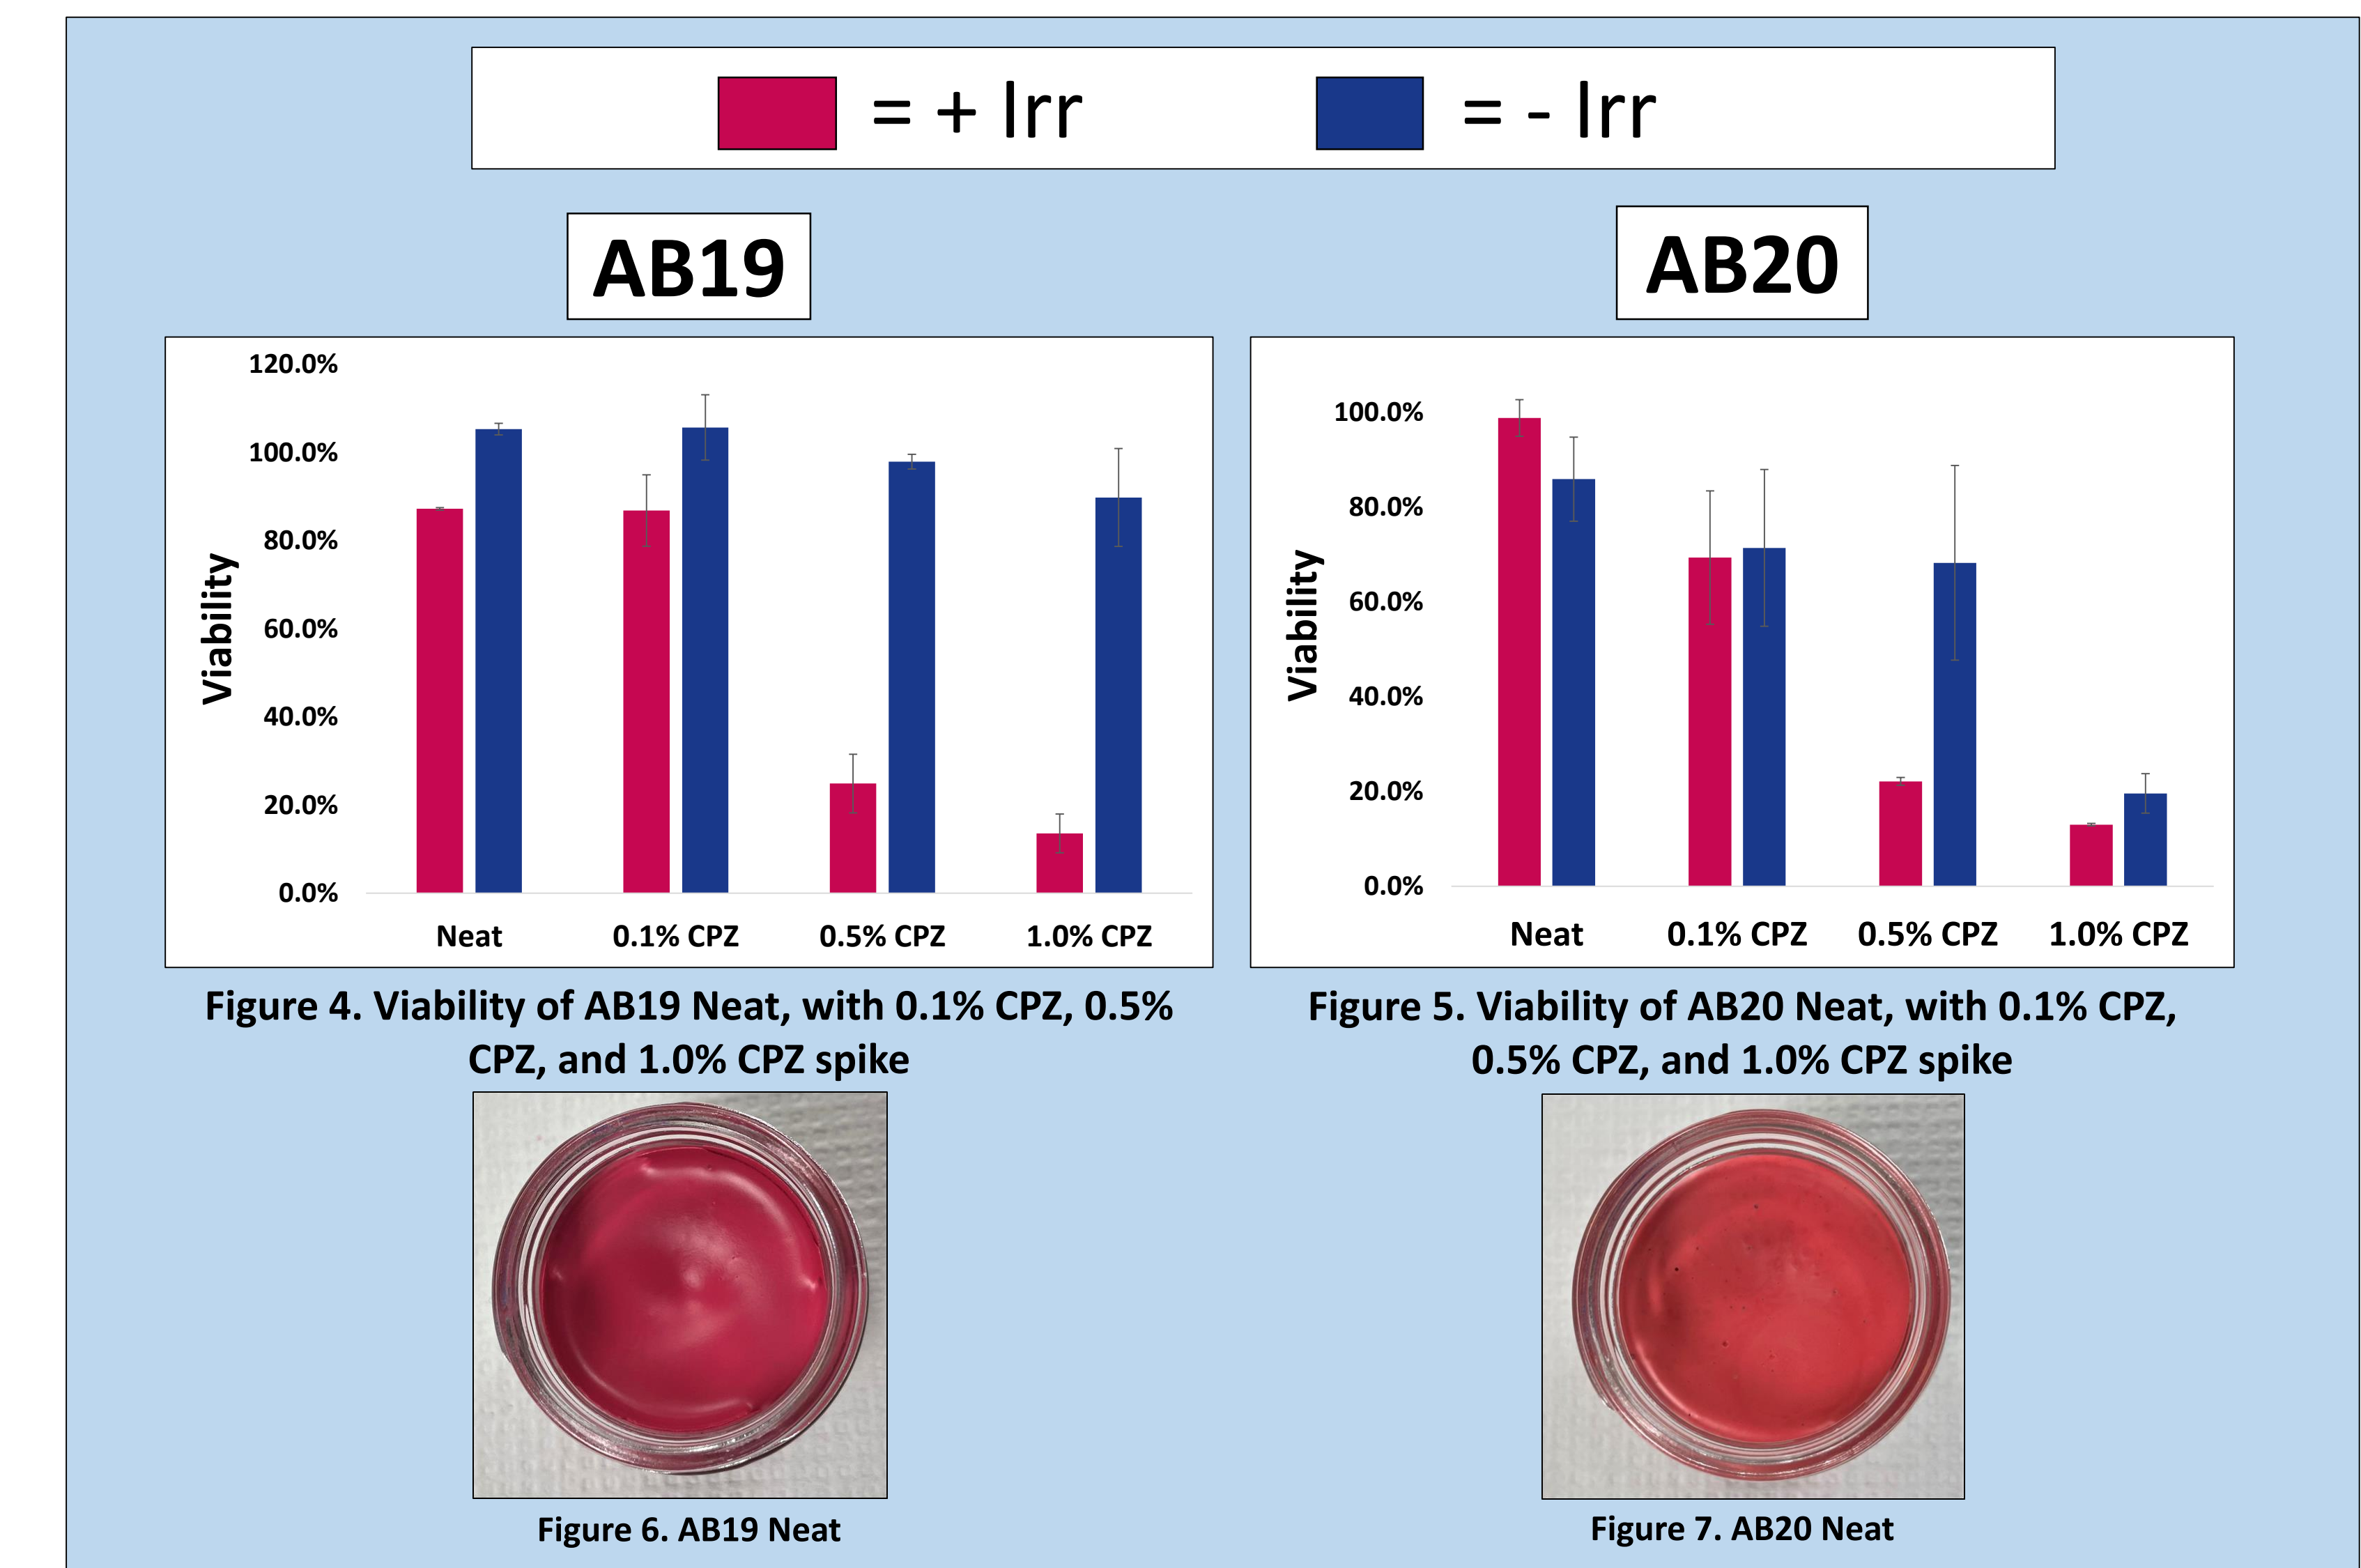 = + Irr
= - Irr
AB19
AB20
120.0%
100.0%
80.0%
60.0%
40.0%
20.0%
0.0%
Viability
Neat
0.1% CPZ
0.5% CPZ
1.0% CPZ
Figure 4. Viability of AB19 Neat, with 0.1% CPZ, 0.5%
CPZ, and 1.0% CPZ spike
100.0%
80.0%
60.0%
40.0%
20.0%
0.0%
Viability
Neat
0.1% CPZ
0.5% CPZ
1.0% CPZ
Figure 5. Viability of AB20 Neat, with 0.1% CPZ,
0.5% CPZ, and 1.0% CPZ spike
Figure 6. AB19 Neat
Figure 7. AB20 Neat